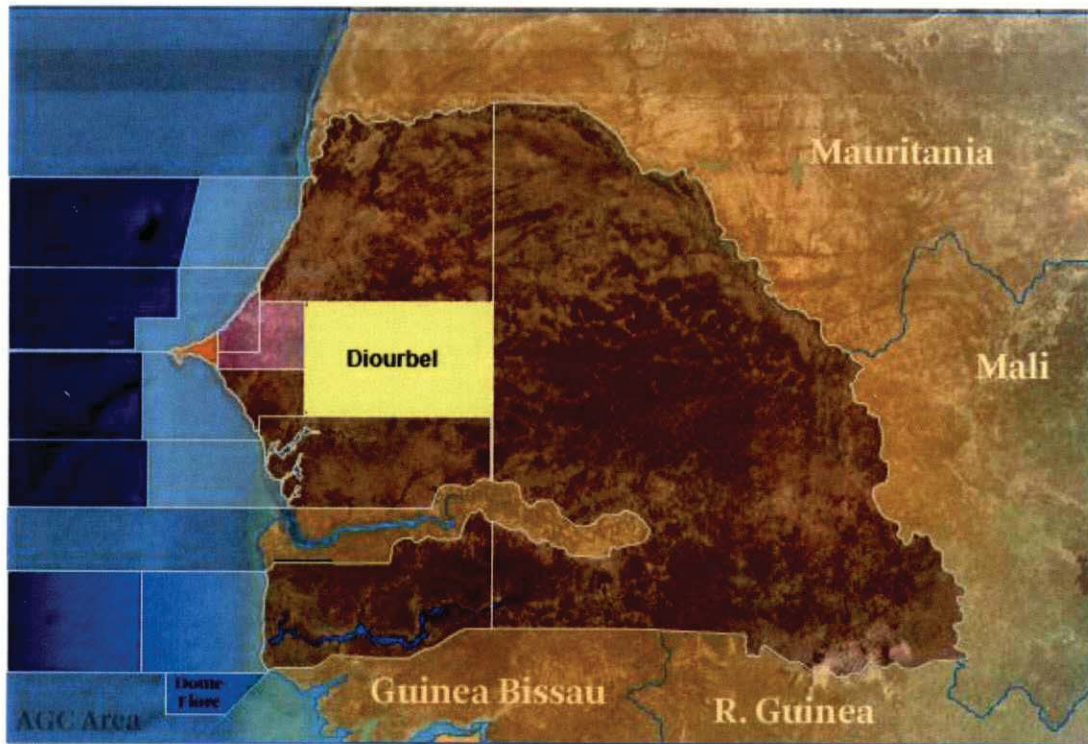 Mauritania
Mali
Diourbel
Dome
Flore
Guinea Bissau
R. Guinea
AGC Area